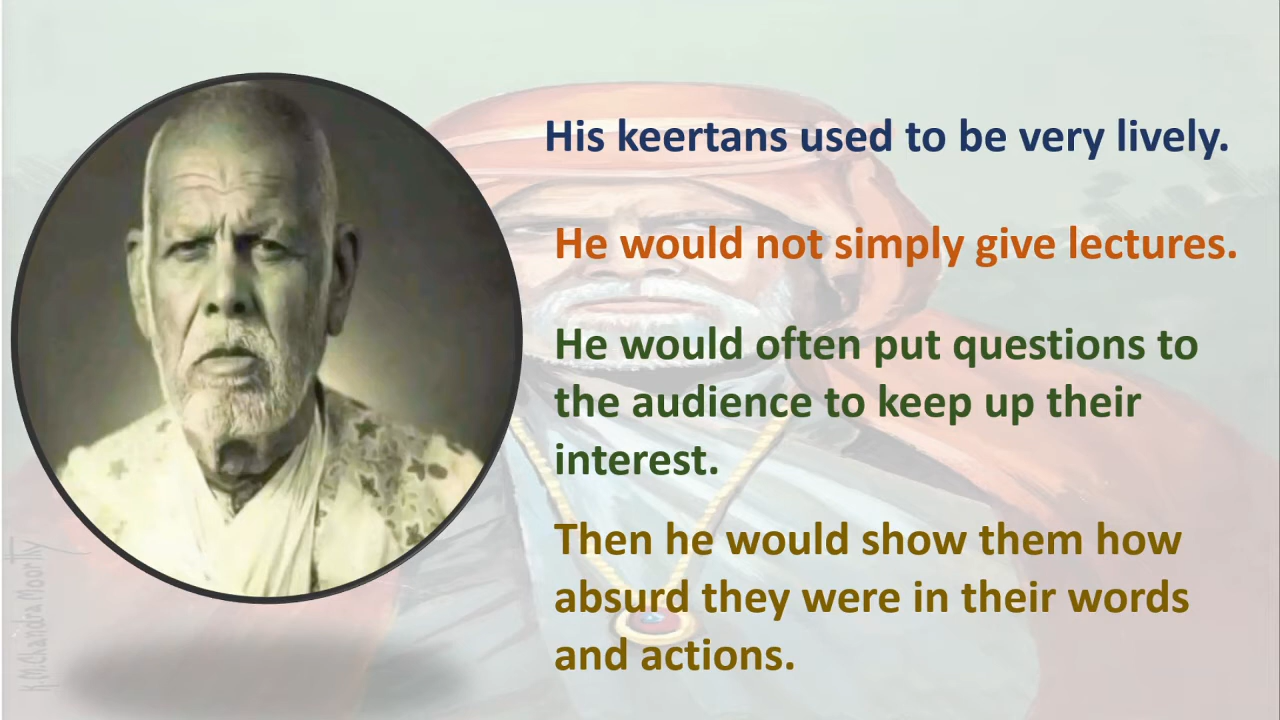 His keertans used to be very lively.
He would not simply give lectures.
He would often put questions to
the audience to keep up their
interest.
Then he would show them how
absurd they were in their words
and actions.
K.M.Chandra Moorthy